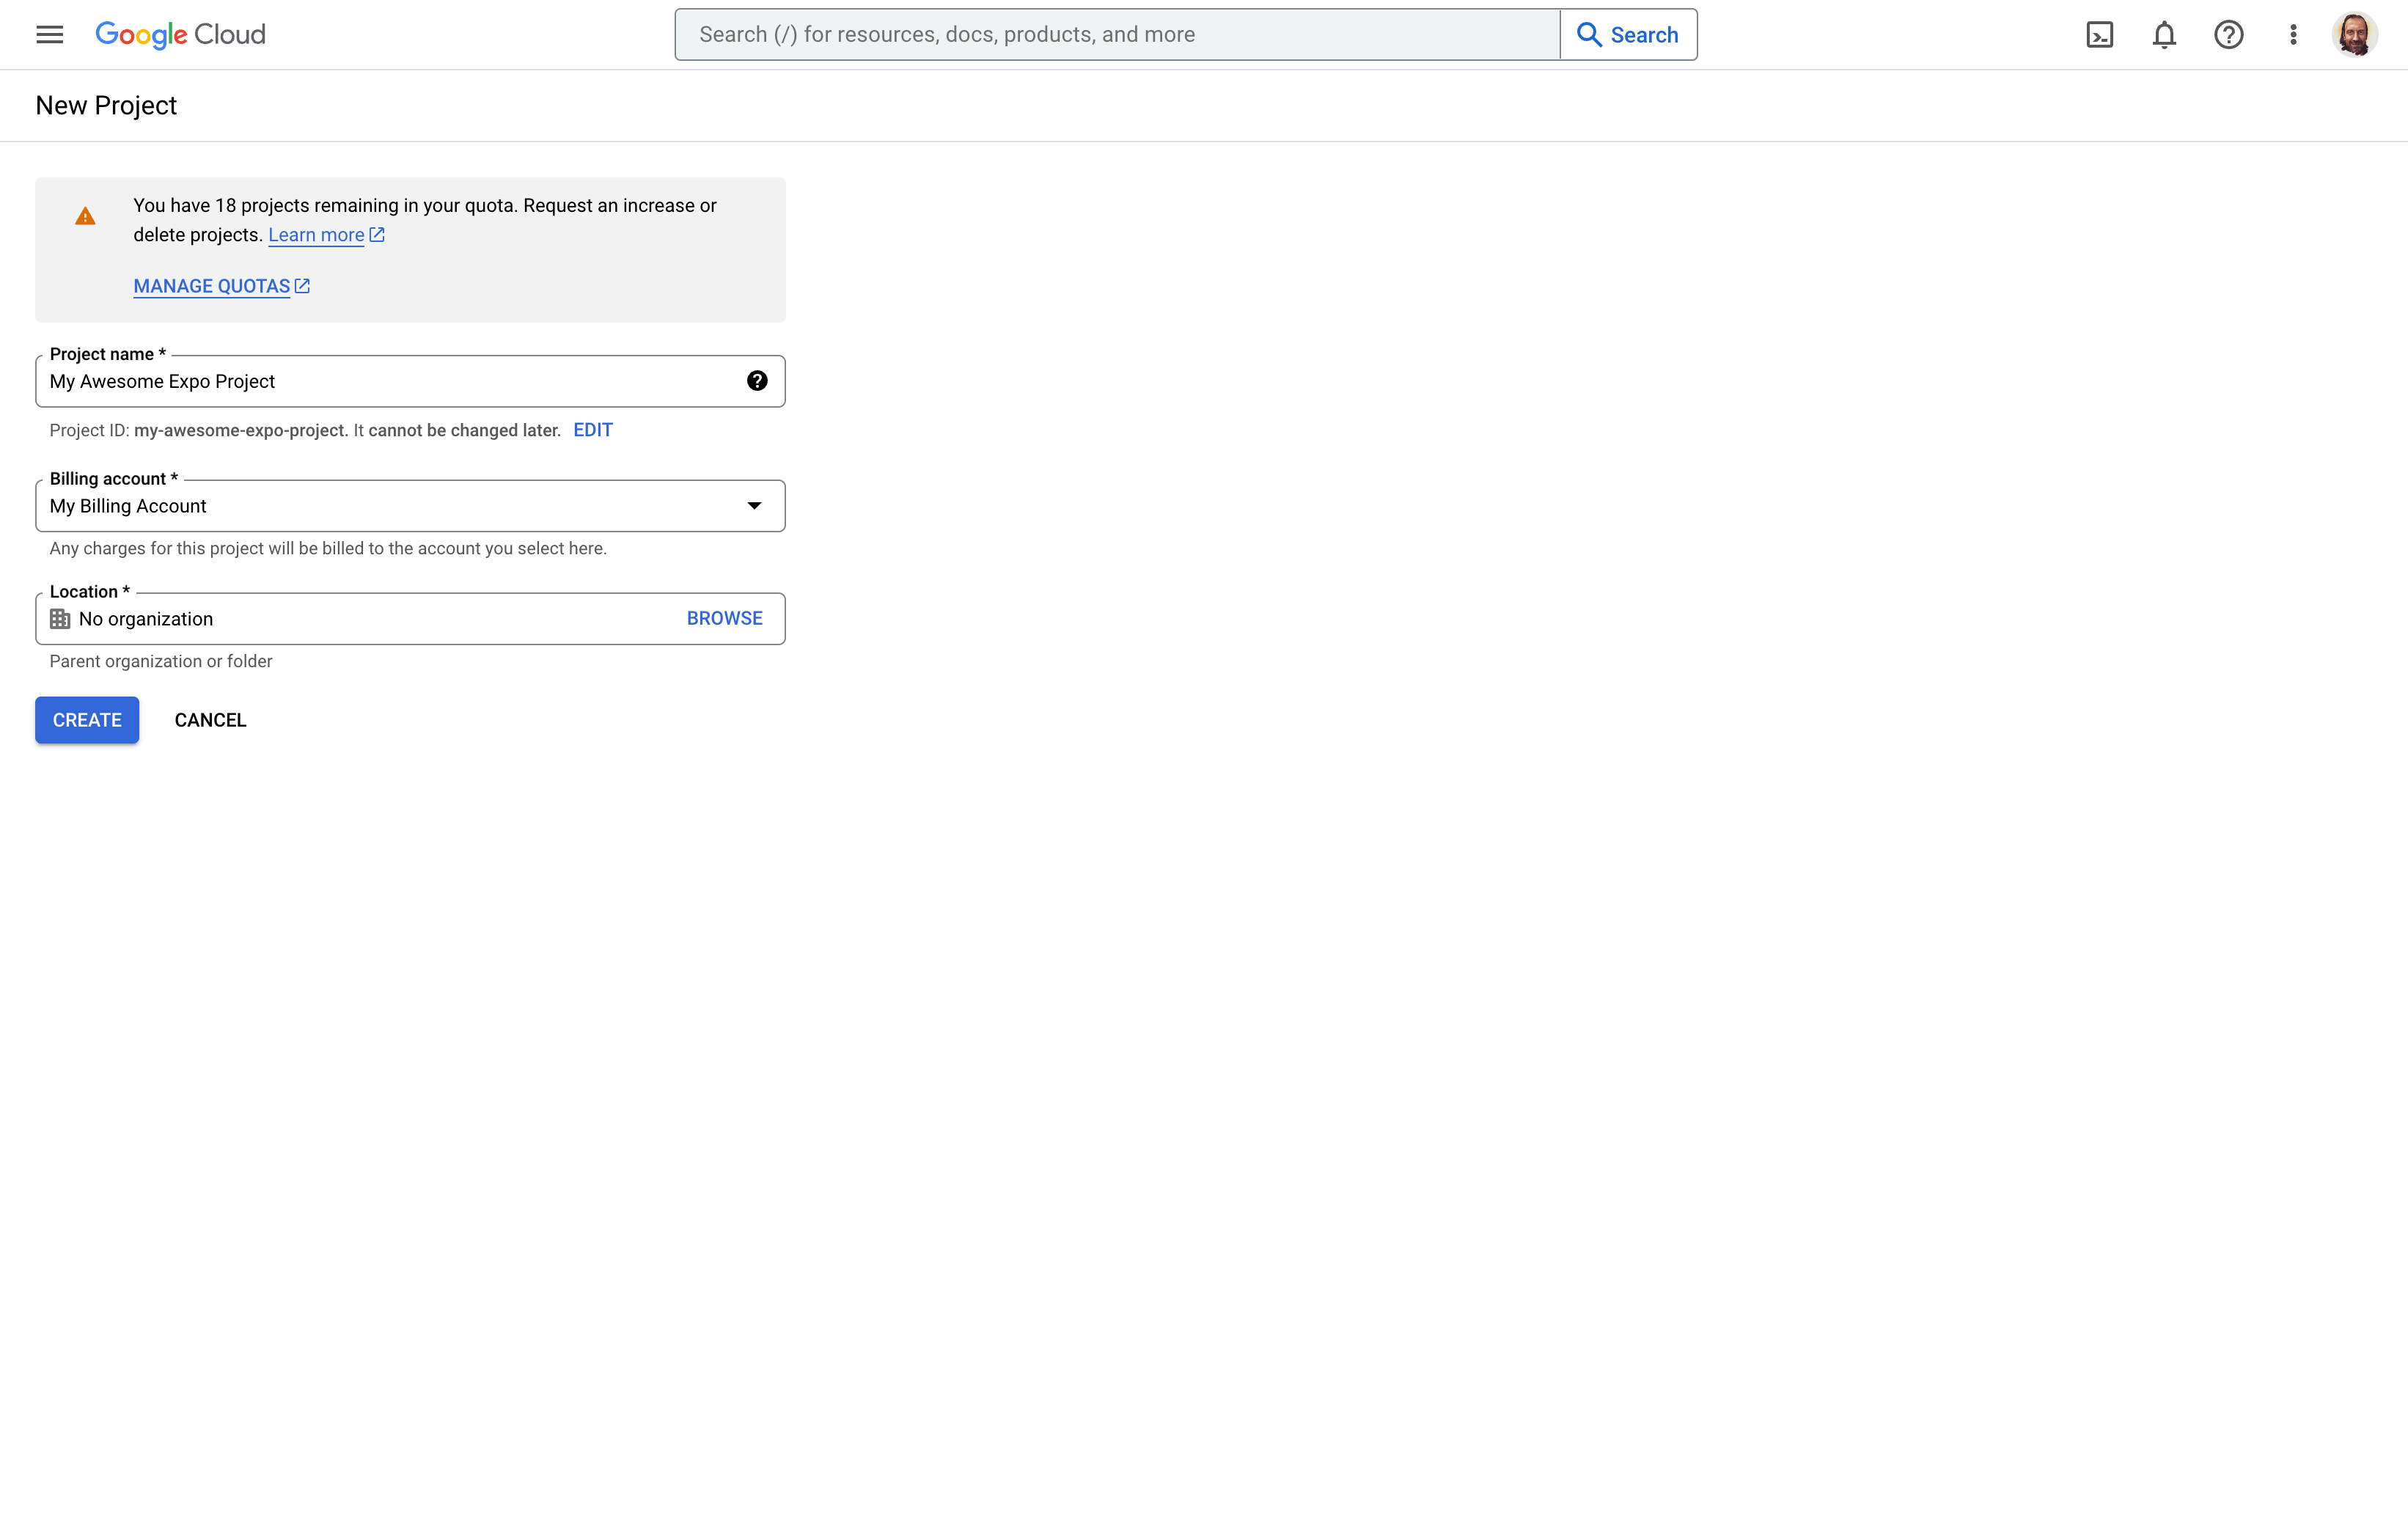 Google Cloud
Search (/) for resources, docs, products, and more
Search
New Project
You have 18 projects remaining in your quota. Request an increase or
delete projects. Learn more
MANAGE QUOTAS
Project name *
My Awesome Expo Project
Project ID: my-awesome-expo-project. It cannot be changed later. EDIT
Billing account *
My Billing Account
Any charges for this project will be billed to the account you select here.
Location *
No organization BROWSE
Parent organization or folder
CREATE CANCEL